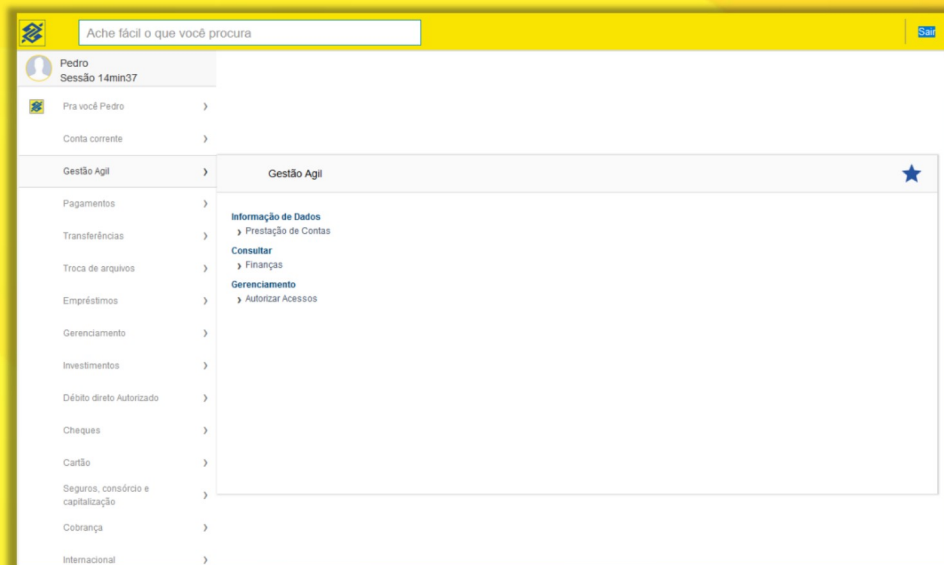 Ache fácil o que você procura
Sair
Pedro
Sessão 14min37
Pra você Pedro
Conta corrente
Gestão Agil
Pagamentos
Transferências
Troca de arquivos
Empréstimos
Gerenciamento
Investimentos
Débito direto Autorizado
Cheques
Cartão
Seguros, consórcio e
capitalização
Cobrança
Internacional
Gestão Agil
Informação de Dados
Prestação de Contas
Consultar
Finanças
Gerenciamento
Autorizar Acessos